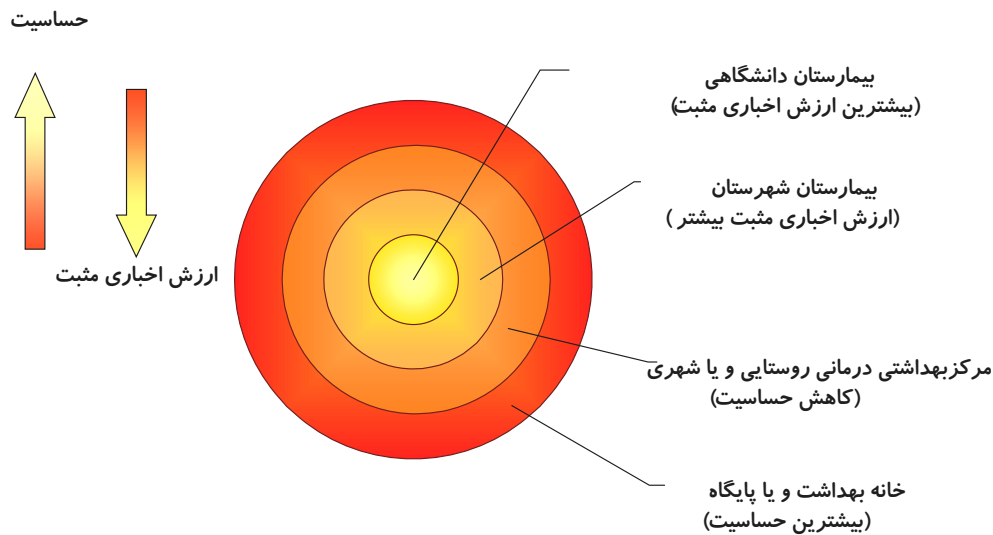 حساسیت
بیمارستان دانشگاهی
(بیشترین ارزش اخباری مثبت)
بیمارستان شهرستان
(ارزش اخباری مثبت بیشتر )
ارزش اخباری مثبت
مرکزبهداشتی درمانی روستایی و یا شهری
(کاهش حساسیت)
خانه بهداشت و یا پایگاه
(بیشترین حساسیت)